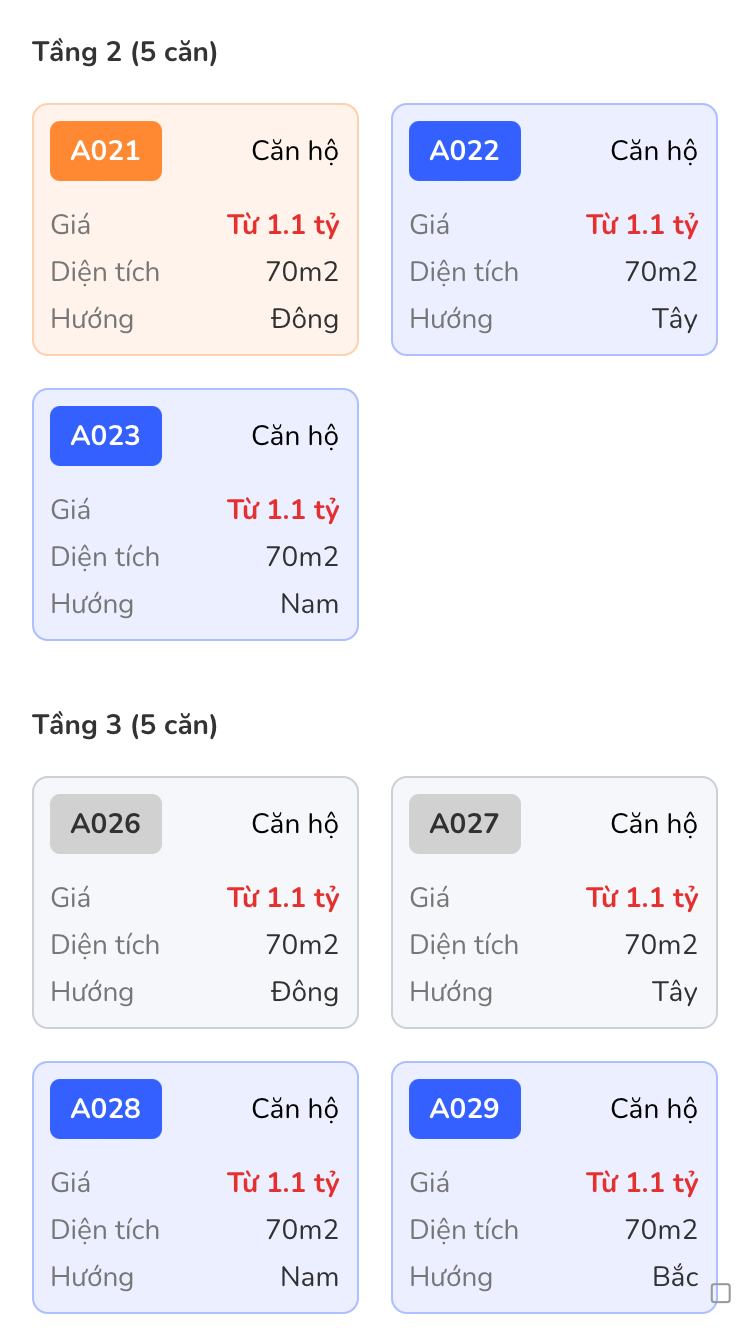 Tầng 2 (5 căn)
A021 Căn hộ
Giá Từ 1.1 tỷ
Diện tích 70m2
Hướng Đông
A022 Căn hộ
Giá Từ 1.1 tỷ
Diện tích 70m2
Hướng Tây
A023 Căn hộ
Giá Từ 1.1 tỷ
Diện tích 70m2
Hướng Nam
Tầng 3 (5 căn)
A026 Căn hộ
Giá Từ 1.1 tỷ
Diện tích 70m2
Hướng Đông
A027 Căn hộ
Giá Từ 1.1 tỷ
Diện tích 70m2
Hướng Tây
A028 Căn hộ
Giá Từ 1.1 tỷ
Diện tích 70m2
Hướng Nam
A029 Căn hộ
Giá Từ 1.1 tỷ
Diện tích 70m2
Hướng Bắc